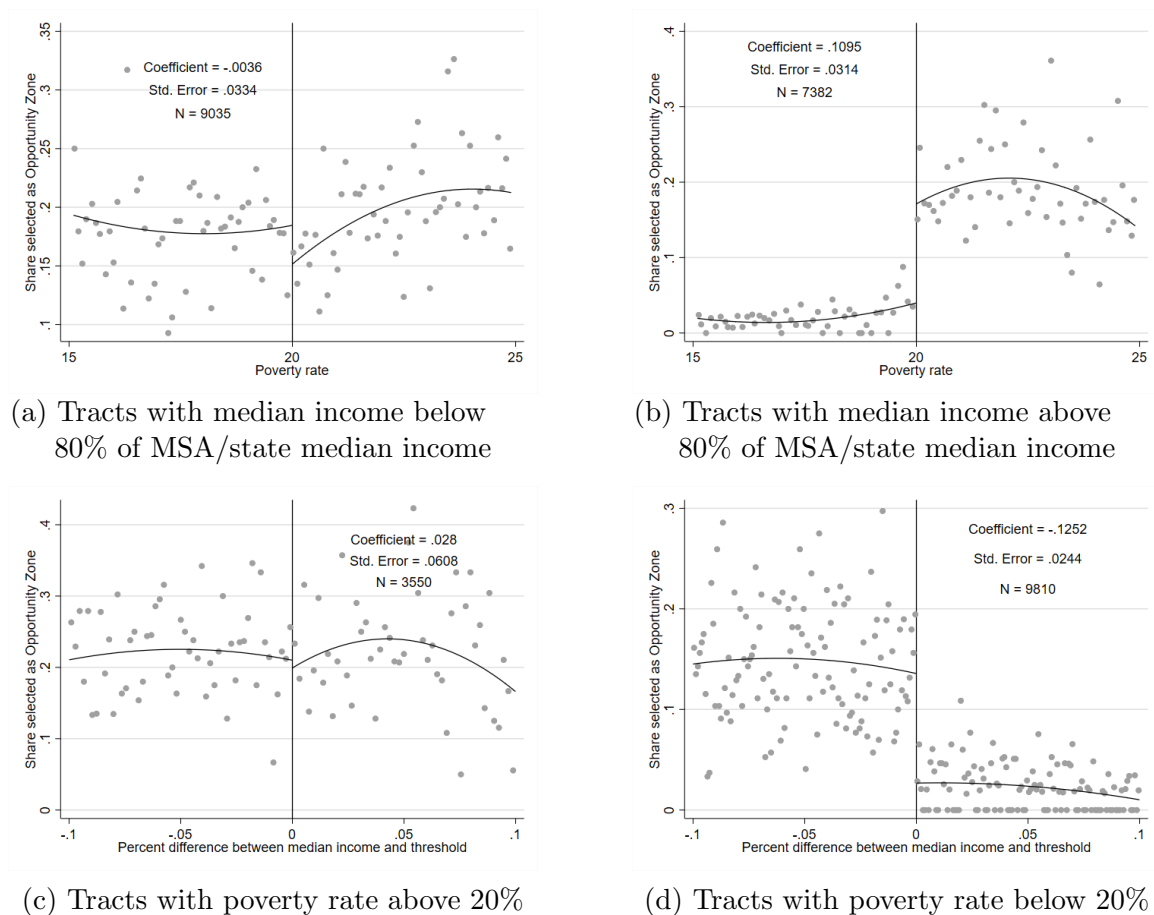 Share selected as Opportunity Zone
.35
.3
.25
.2
.15
.1
Coefficient = -.0036
Std. Error = .0334
N = 9035
15 20 25
Poverty rate
(a) Tracts with median income below
80% of MSA/state median income
Share selected as Opportunity Zone
.4
.3
.2
.1
0
Coefficient = .1095
Std. Error = .0314
N = 7382
15 20 25
Poverty rate
(b) Tracts with median income above
80% of MSA/state median income
Share selected as Opportunity Zone
.4
.3
.2
.1
0
Coefficient = .028
Std. Error = .0608
N = 3550
-.1 -.05 0 .05 .1
Percent difference between median income and threshold
(c) Tracts with poverty rate above 20%
Share selected as Opportunity Zone
.3
.2
.1
0
Coefficient = -.1252
Std. Error = .0244
N = 9810
-.1 -.05 0 .05 .1
Percent difference between median income and threshold
(d) Tracts with poverty rate below 20%